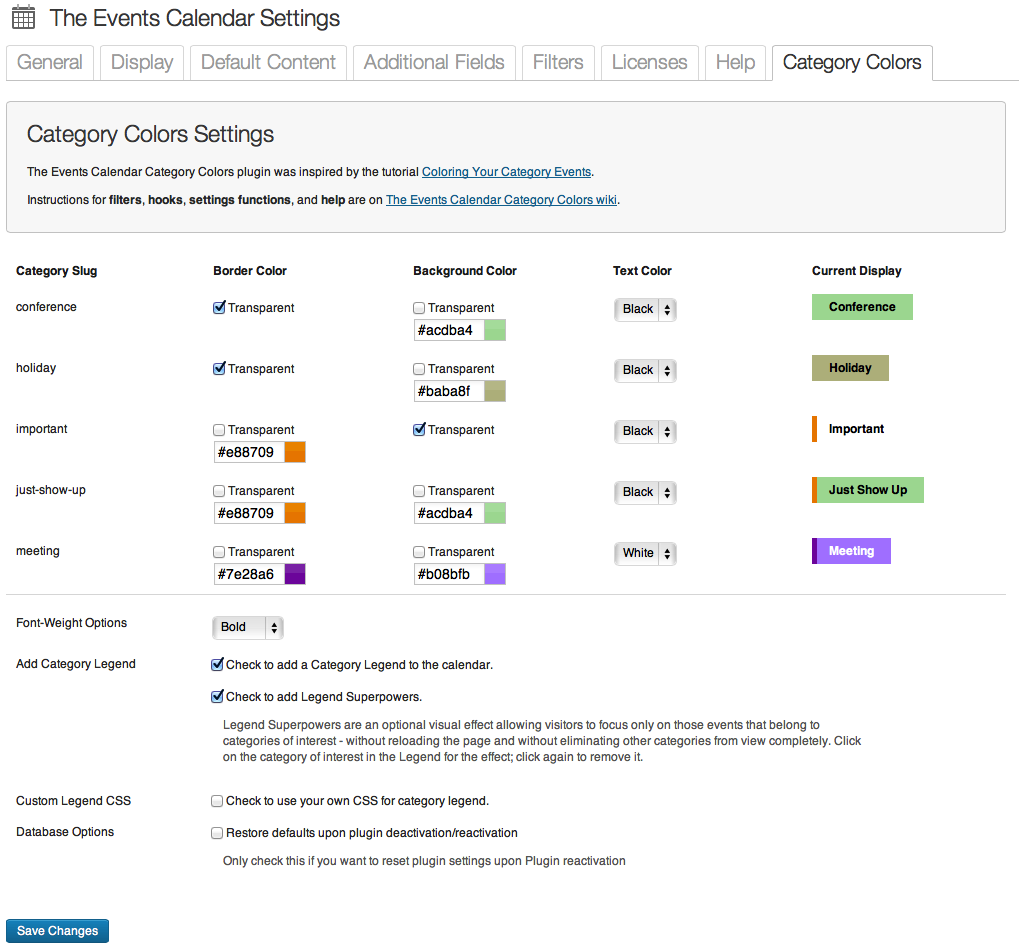 The Events Calendar Settings
General Display Default Content Additional Fields Filters Licenses Help Category Colors
Category Colors Settings
The Events Calendar Category Colors plugin was inspired by the tutorial Coloring Your Category Events.
Instructions for filters, hooks, settings functions, and help are on The Events Calendar Category Colors wiki.
Category Slug Border Color Background Color Text Color Current Display
conference Transparent Transparent Black Conference
#acdba4
holiday Transparent Transparent Black Holiday
#baba8f
important Transparent Transparent Black Important
#e88709
just-show-up Transparent Transparent Black Just Show Up
#e88709 #acdba4
meeting Transparent Transparent White Meeting
#7e28a6 #b08bfb
Font-Weight Options Bold
Add Category Legend Check to add a Category Legend to the calendar.
Check to add Legend Superpowers.
Legend Superpowers are an optional visual effect allowing visitors to focus only on those events that belong to
categories of interest - without reloading the page and without eliminating other categories from view completely. Click
on the category of interest in the Legend for the effect; click again to remove it.
Custom Legend CSS Check to use your own CSS for category legend.
Database Options Restore defaults upon plugin deactivation/reactivation
Only check this if you want to reset plugin settings upon Plugin reactivation
Save Changes